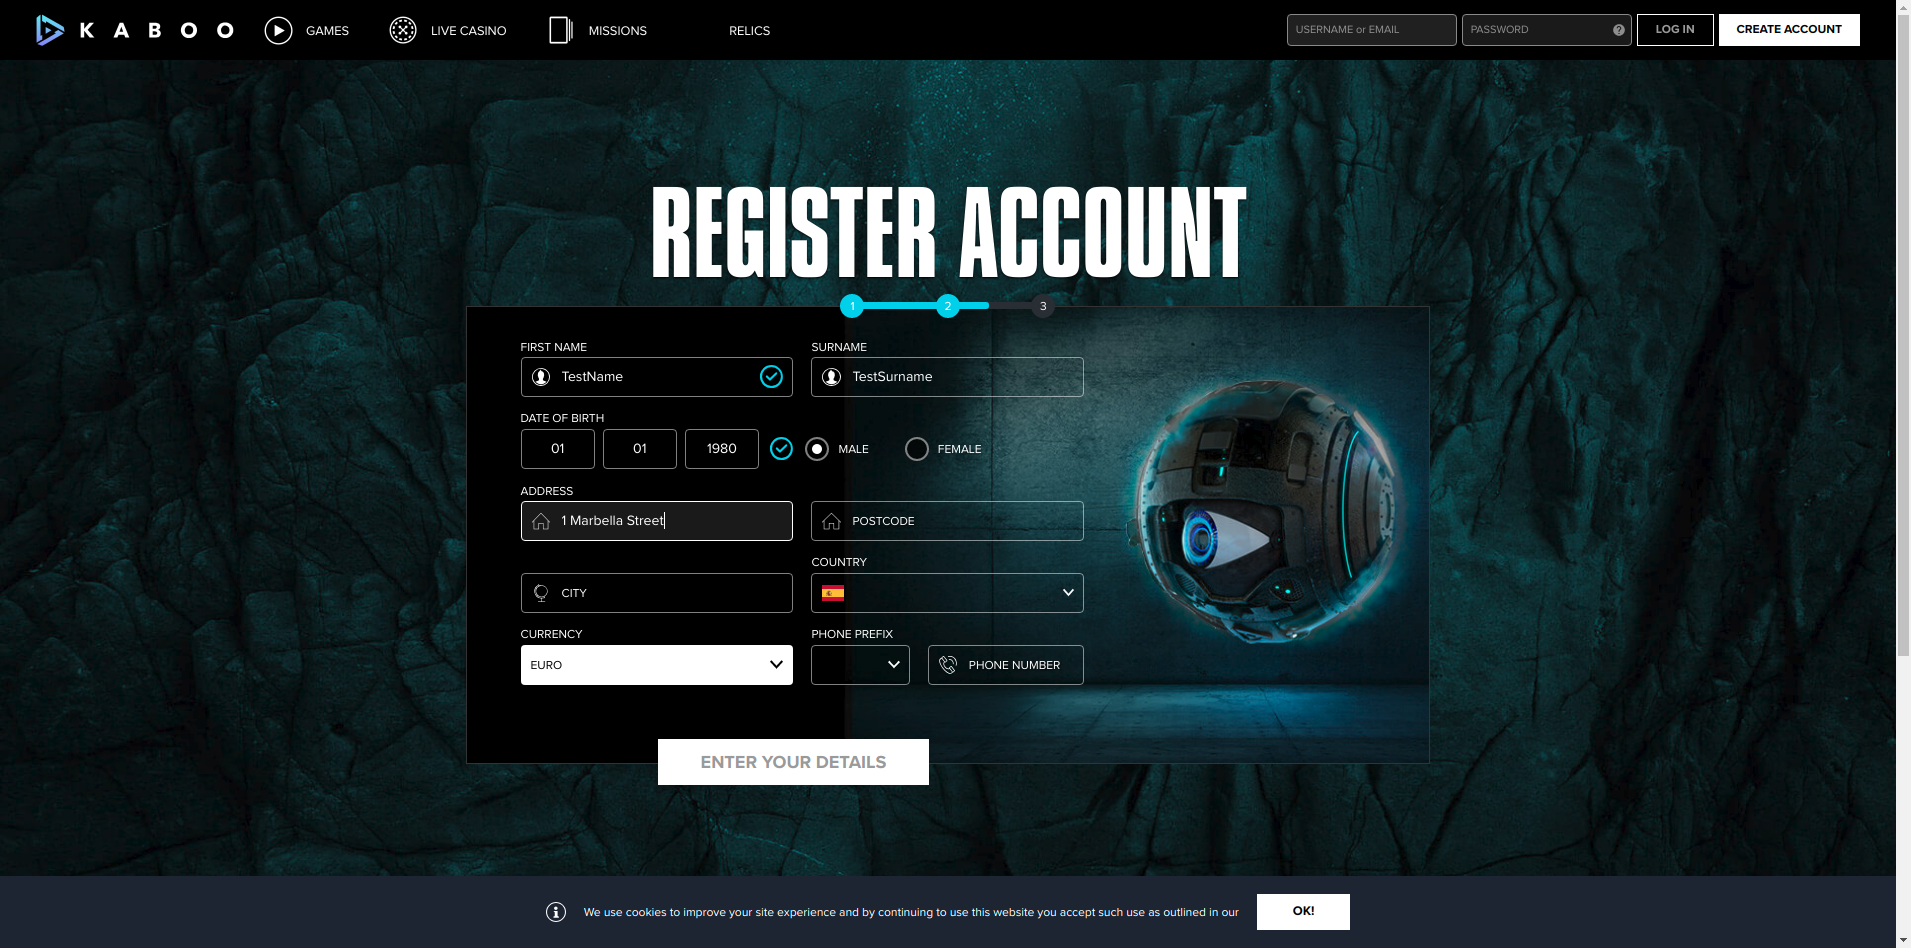 KABOO
GAMES
LIVE CASINO
MISSIONS
RELICS
USERNAME or EMAIL
PASSWORD
?
LOG IN
CREATE ACCOUNT
REGISTER ACCOUNT
1 2 3
FIRST NAME
SURNAME
TestName
TestSurname
DATE OF BIRTH
01 01 1980
MALE
FEMALE
ADDRESS
1 Marbella Street
POSTCODE
COUNTRY
CITY
CURRENCY
PHONE PREFIX
EURO
PHONE NUMBER
ENTER YOUR DETAILS
We use cookies to improve your site experience and by continuing to use this website you accept such use as outlined in our
OK!